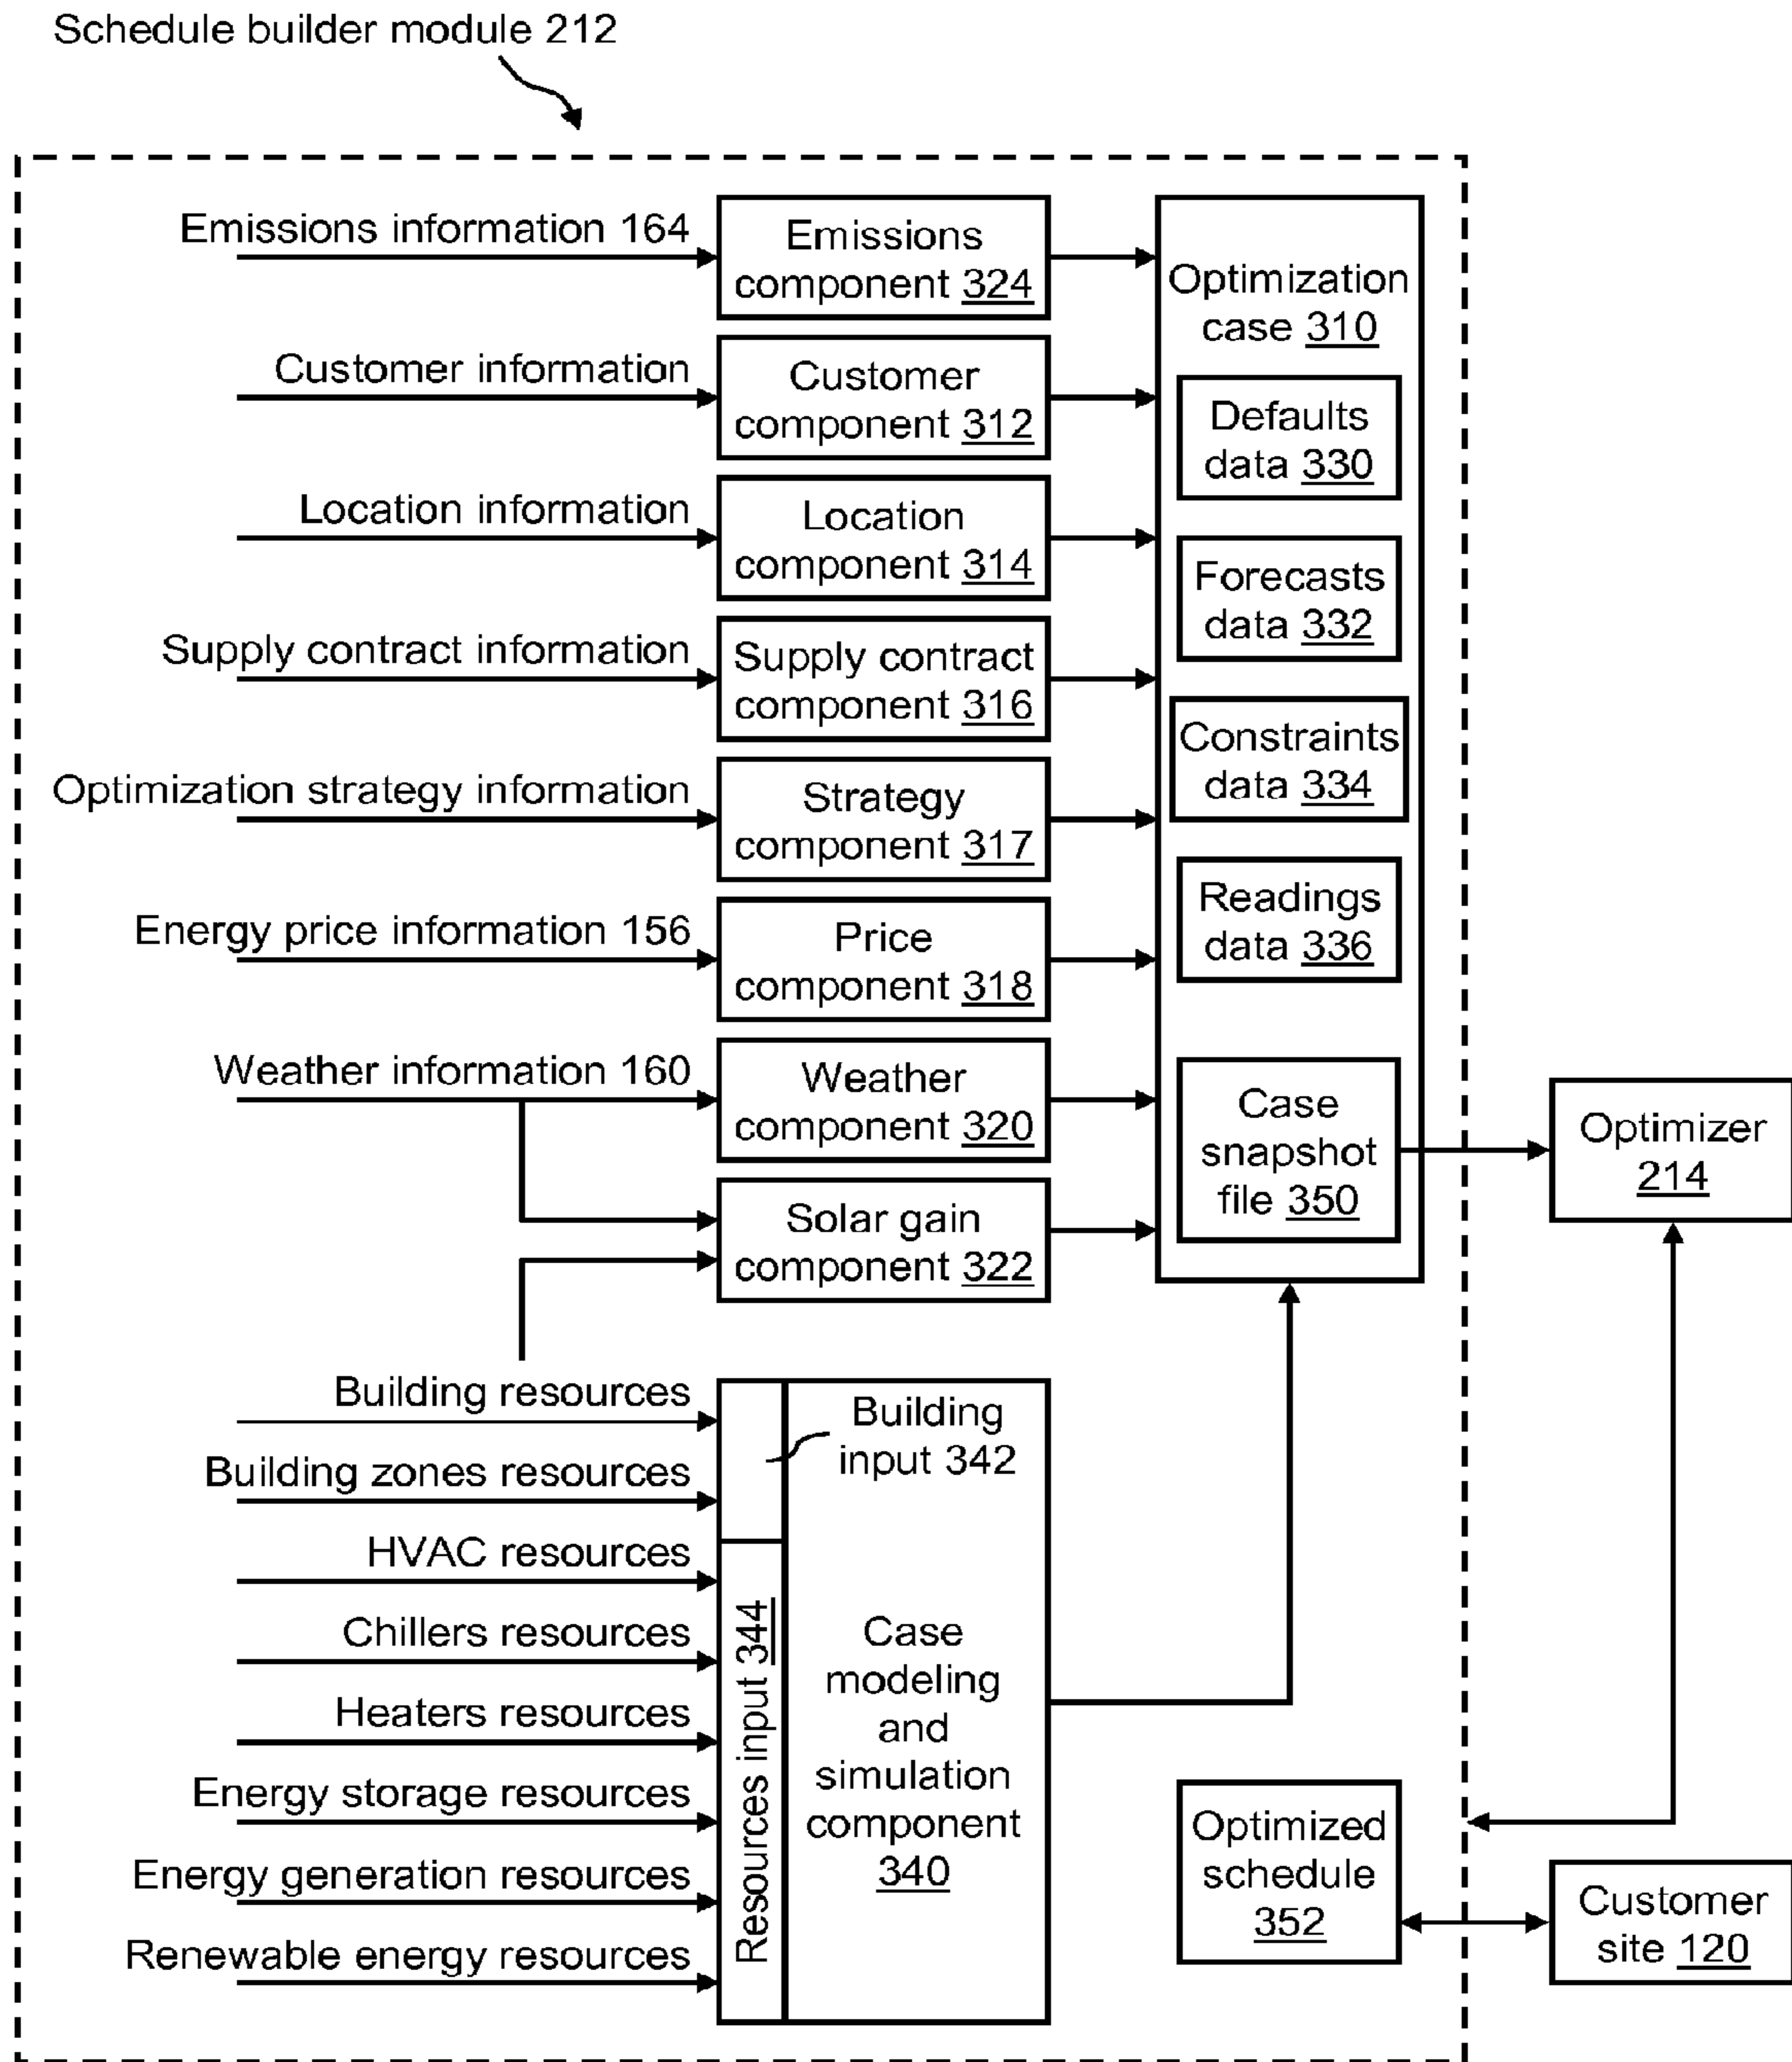 Schedule builder module 212
Emissions information 164
Emissions
component 324
Customer information
Customer
component 312
Location information
Location
component 314
Supply contract information
Supply contract
component 316
Optimization strategy information
Strategy
component 317
Energy price information 156
Price
component 318
Weather information 160
Weather
component 320
Solar gain
component 322
Optimization
case 310
Defaults
data 330
Forecasts
data 332
Constraints
data 334
Readings
data 336
Case
snapshot
file 350
Optimizer
214
Building resources
Building zones resources
HVAC resources
Chillers resources
Heaters resources
Energy storage resources
Energy generation resources
Renewable energy resources
Building
input 342
Resources input 344
Case
modeling
and
simulation
component
340
Optimized
schedule
352
Customer
site 120